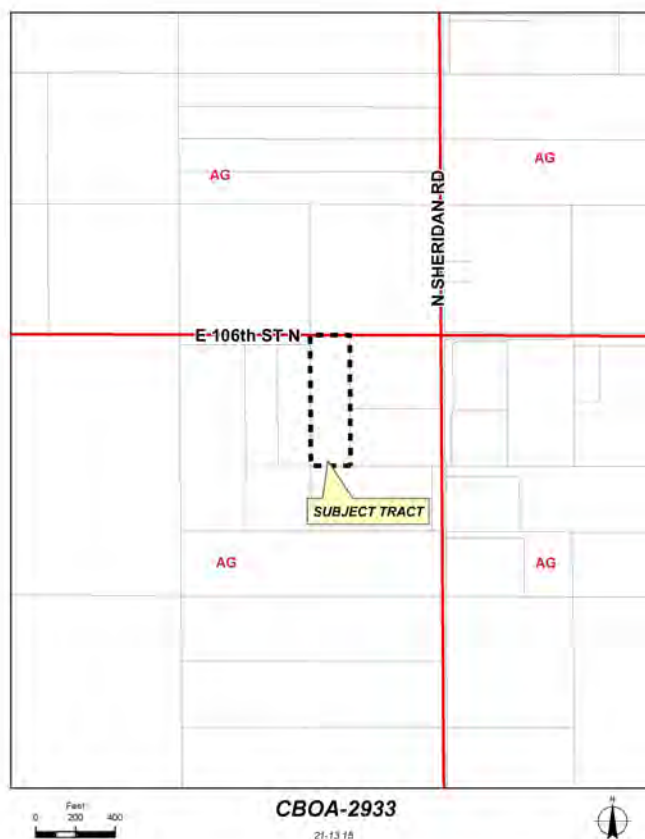 AG
AG
N SHERIDAN RD
E 106th ST N
SUBJECT TRACT
AG
AG
Feet
0 200 400
CBOA-2933
21-13 15
N